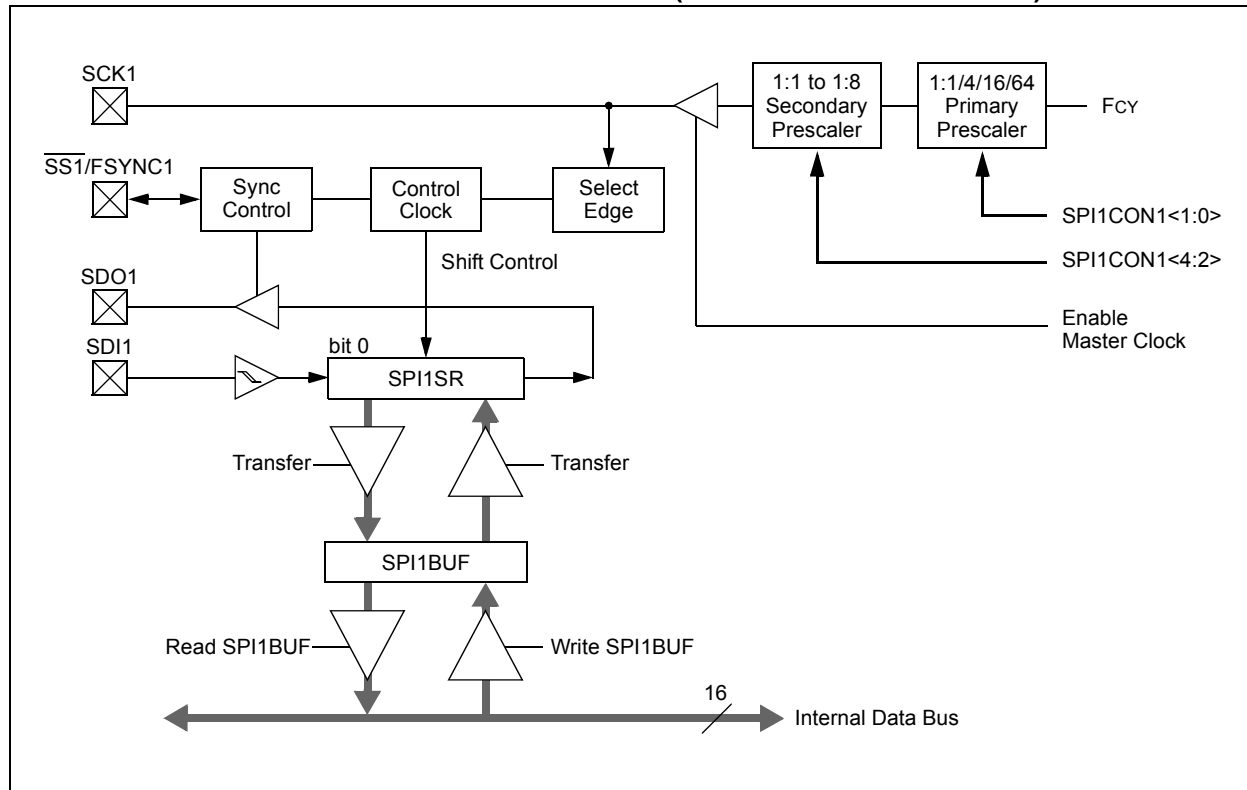 SCK1
SS1/FSYNC1
SDO1
SDI1
1:1 to 1:8
Secondary
Prescaler
1:1/4/16/64
Primary
Prescaler
FCY
Sync
Control
Control
Clock
Select
Edge
SPI1CON1<1:0>
SPI1CON1<4:2>
Shift Control
Enable
Master Clock
bit 0
SPI1SR
Transfer
Transfer
SPI1BUF
Read SPI1BUF
Write SPI1BUF
16
Internal Data Bus